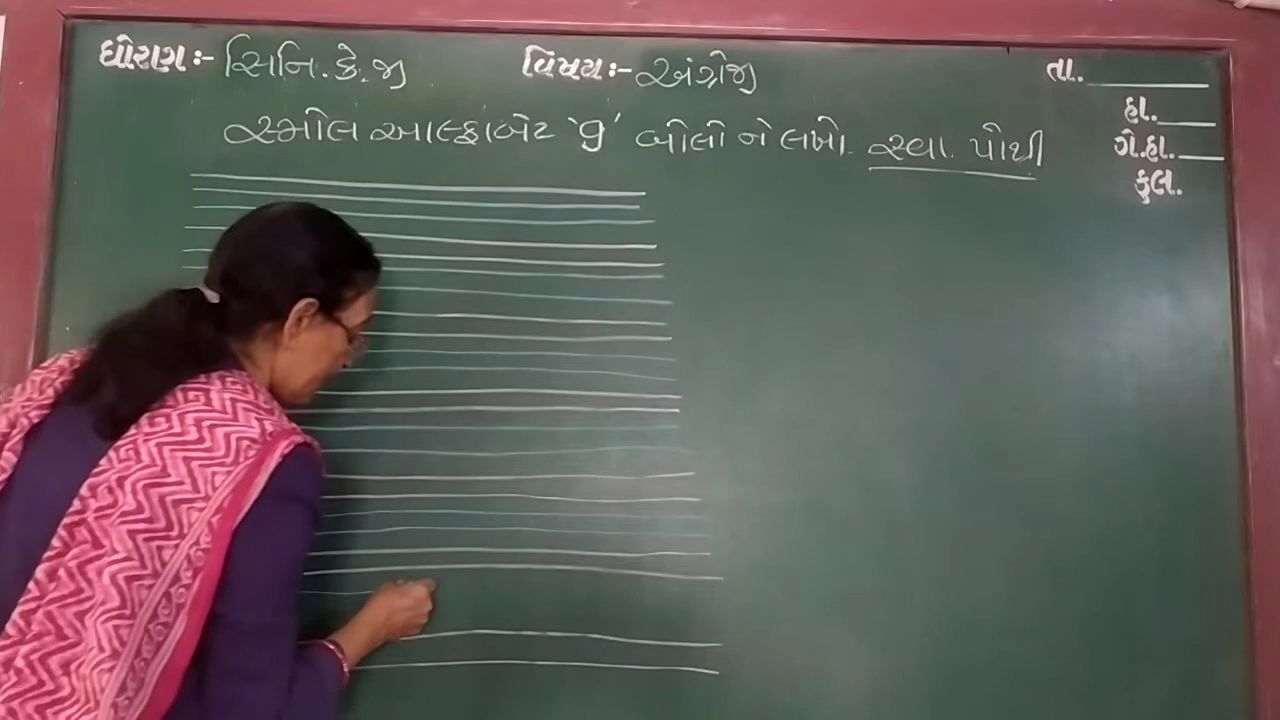 ધોરણ:- સિનિ. કે. જી વિષય:- અંગ્રેજી તા.
હા.
સ્મોલ આલ્ફાબેટ 'g' બોલો ને લખો. સ્વા. પોથી ગે.હા.
કુલ.